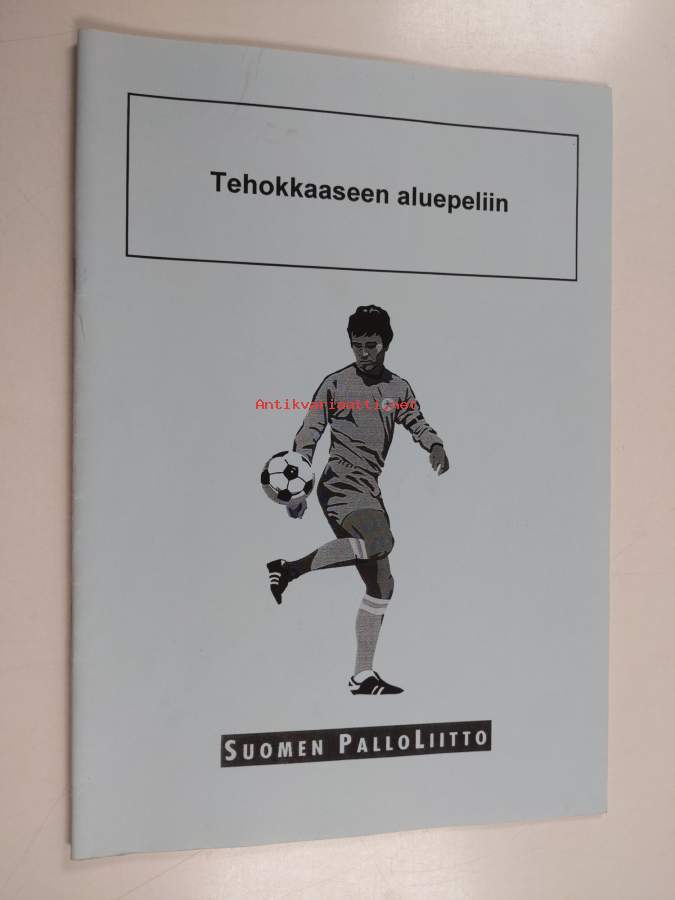 Tehokkaaseen aluepeliin
Antikvariaatti.net
SUOMEN PALLOLIITTO